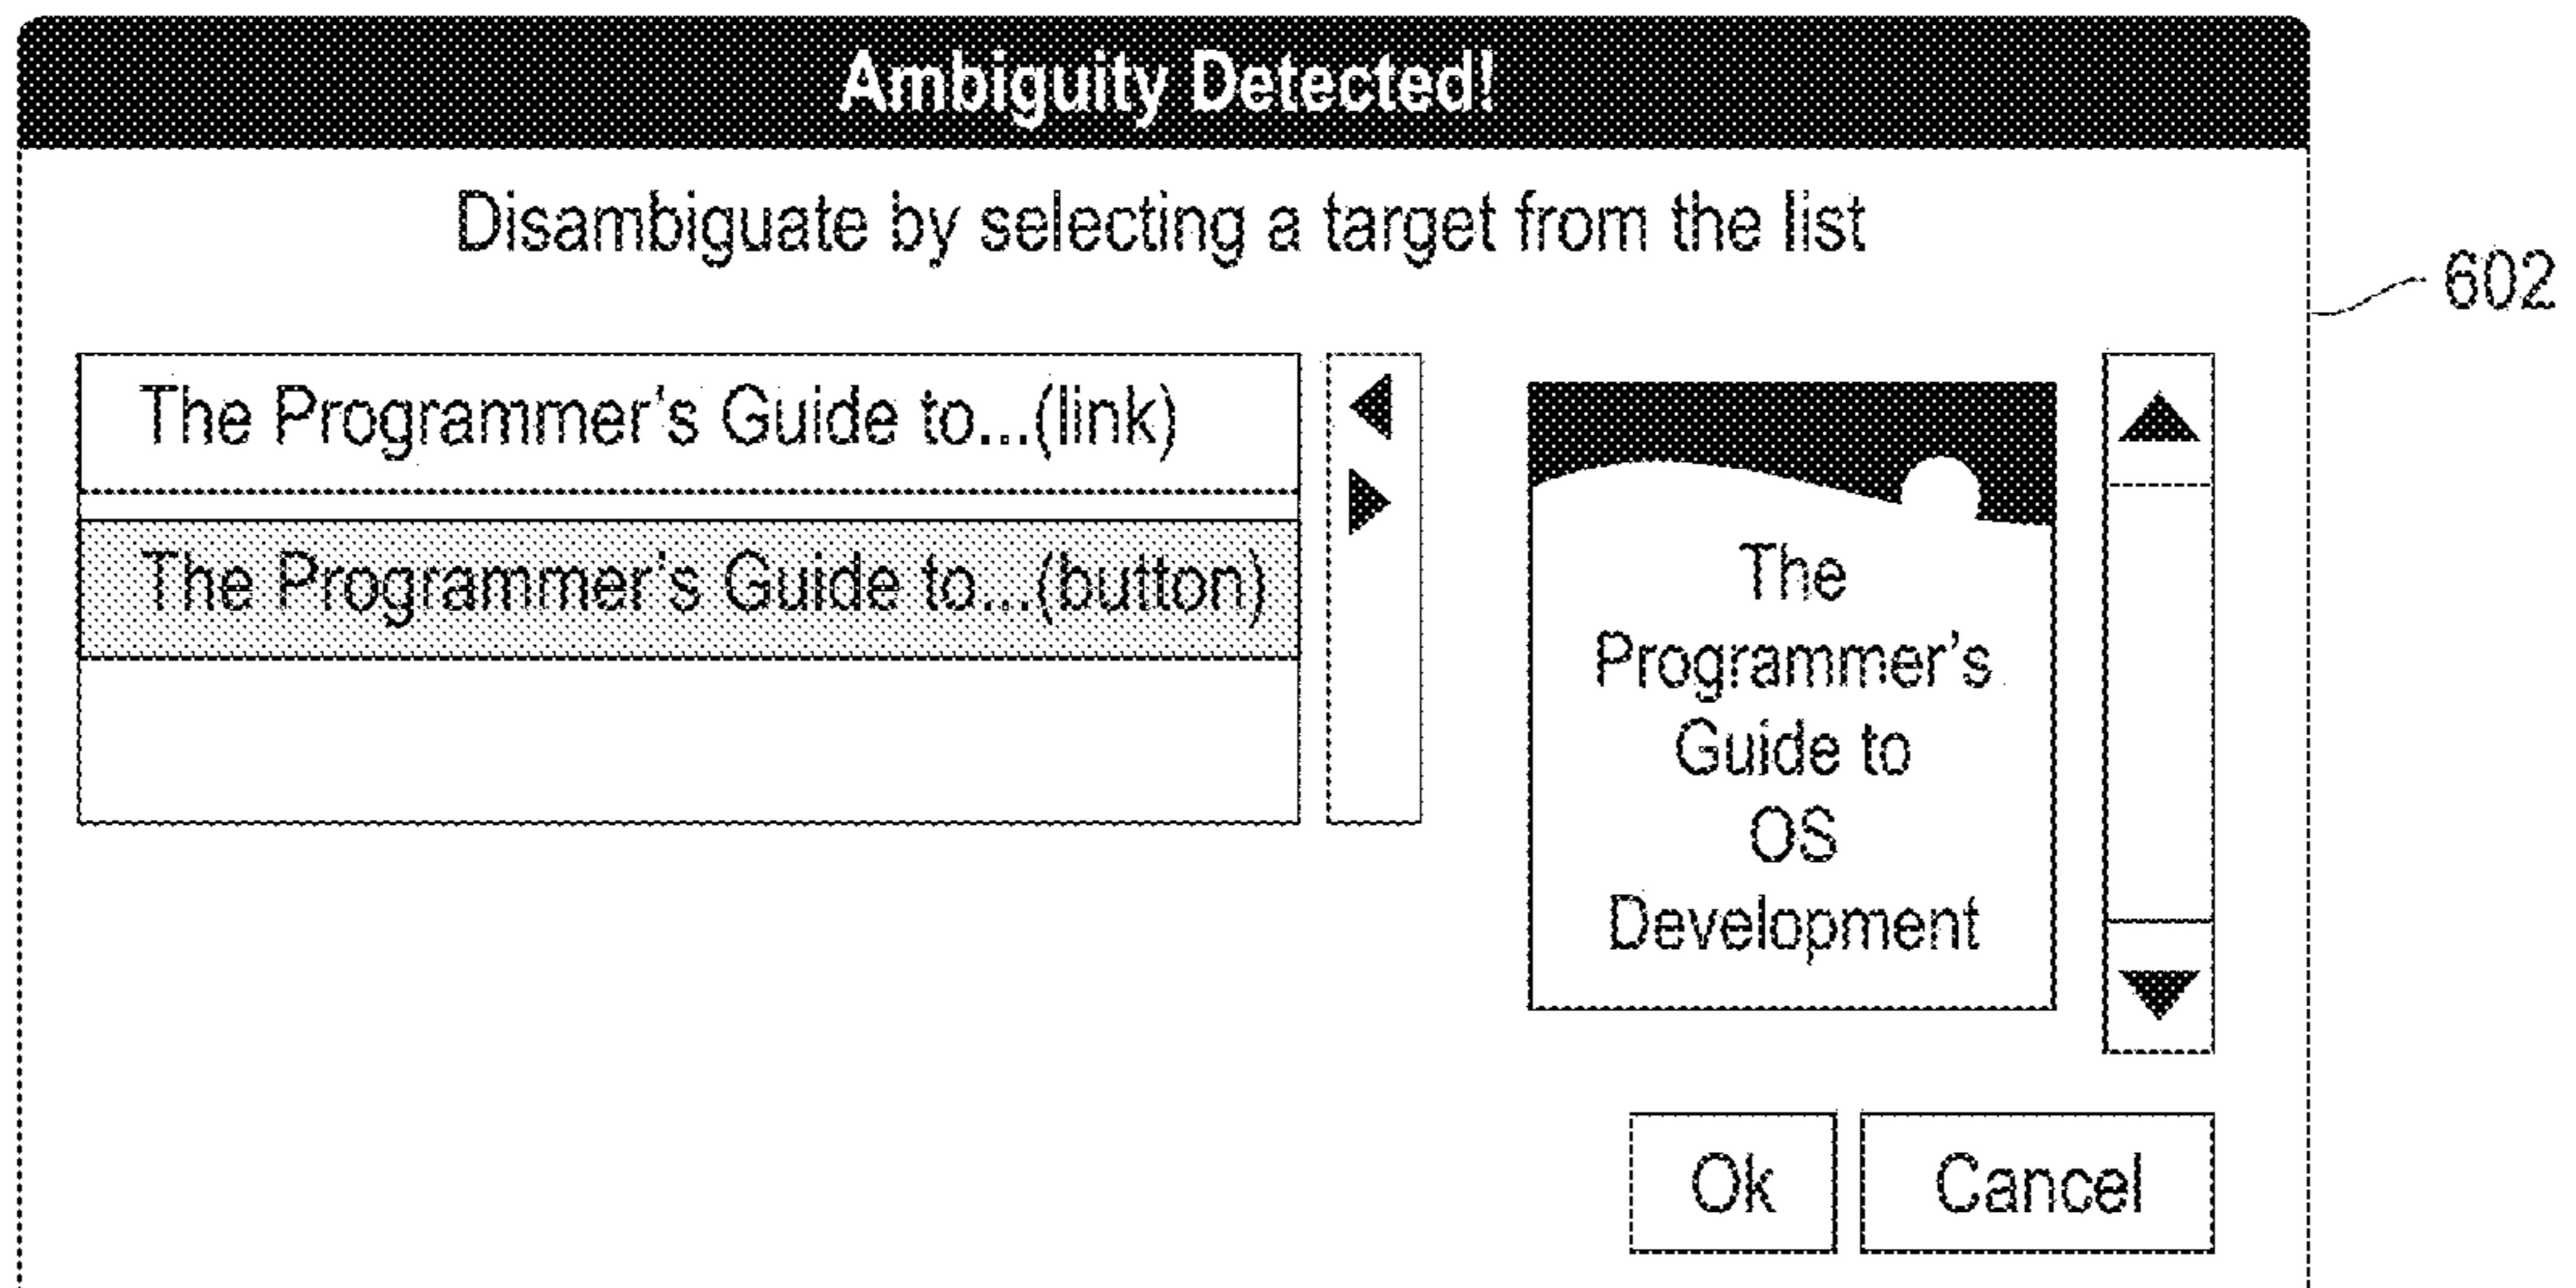 Ambiguity Detected!
Disambiguate by selecting a target from the list
602
The Programmer's Guide to...(link)
The Programmer's Guide to...(button)
The
Programmer's
Guide to
OS
Development
Ok
Cancel